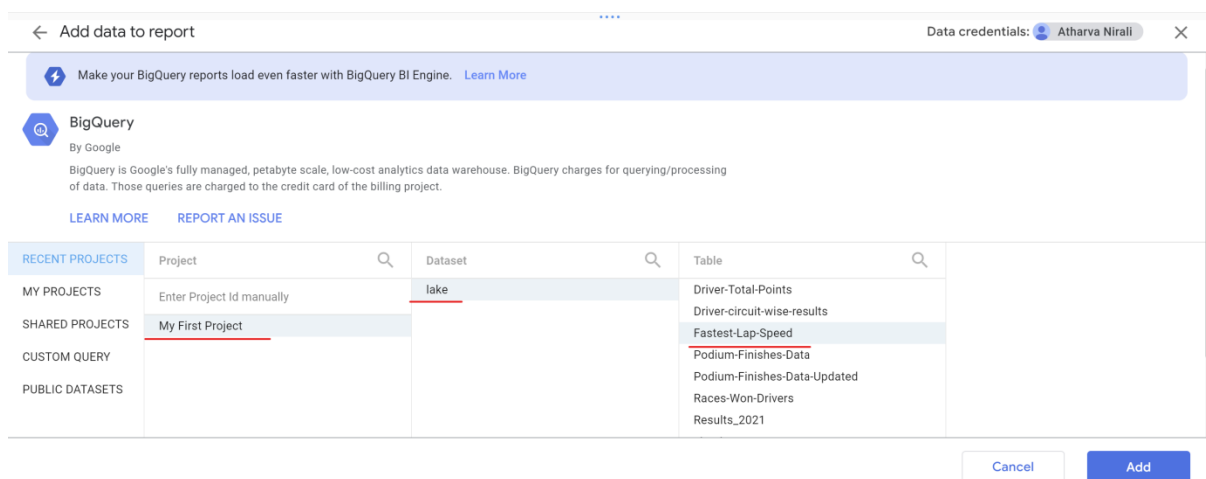 Add data to report
Data credentials: Atharva Nirali
Make your BigQuery reports load even faster with BigQuery BI Engine. Learn More
BigQuery
By Google
BigQuery is Google's fully managed, petabyte scale, low-cost analytics data warehouse. BigQuery charges for querying/processing
of data. Those queries are charged to the credit card of the billing project.
LEARN MORE REPORT AN ISSUE
RECENT PROJECTS
MY PROJECTS
SHARED PROJECTS
CUSTOM QUERY
PUBLIC DATASETS
Project
Enter Project Id manually
My First Project
Dataset
lake
Table
Driver-Total-Points
Driver-circuit-wise-results
Fastest-Lap-Speed
Podium-Finishes-Data
Podium-Finishes-Data-Updated
Races-Won-Drivers
Results_2021
Cancel
Add